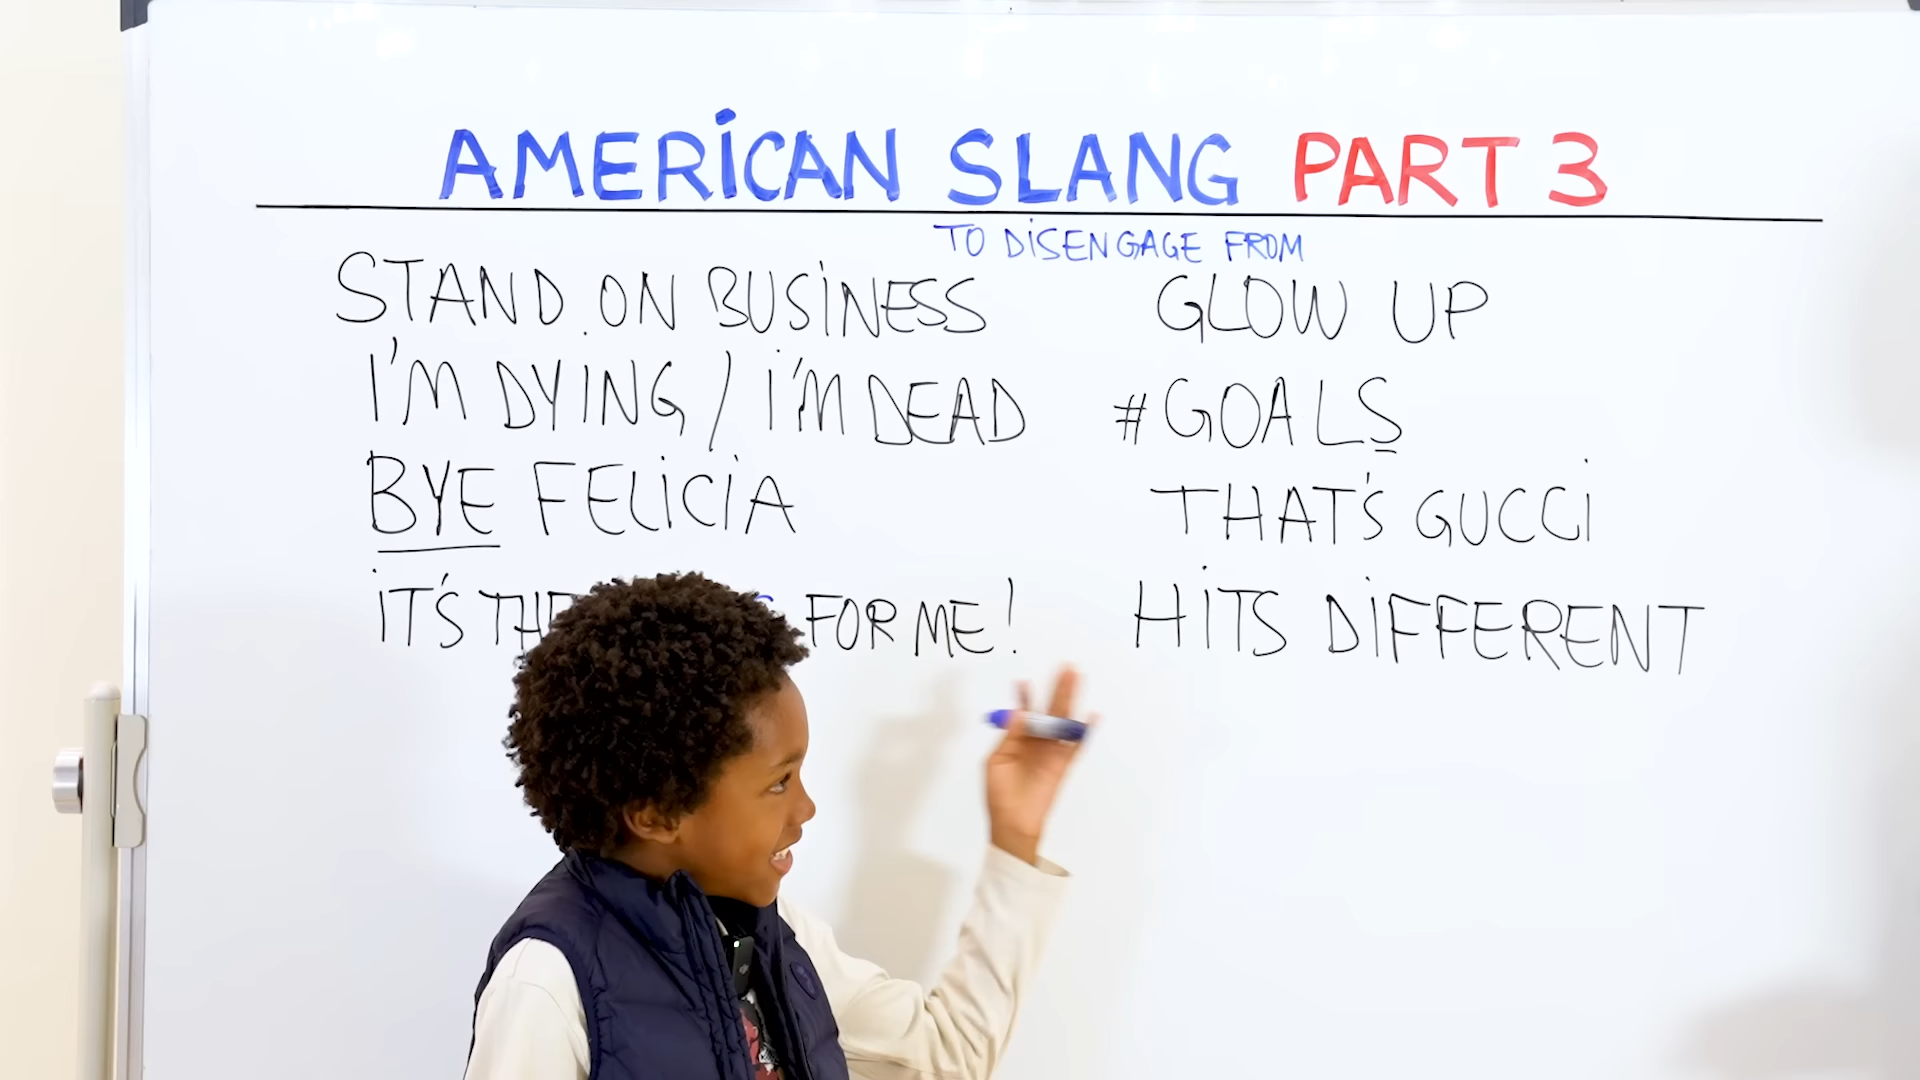 AMERICAN SLANG PART 3
TO DISENGAGE FROM
STAND ON BUSINESS
I'M DYING / I'M DEAD
BYE FELICIA
IT'S THE FOR ME!
GLOW UP
#GOALS
THAT'S GUCCI
HITS DIFFERENT